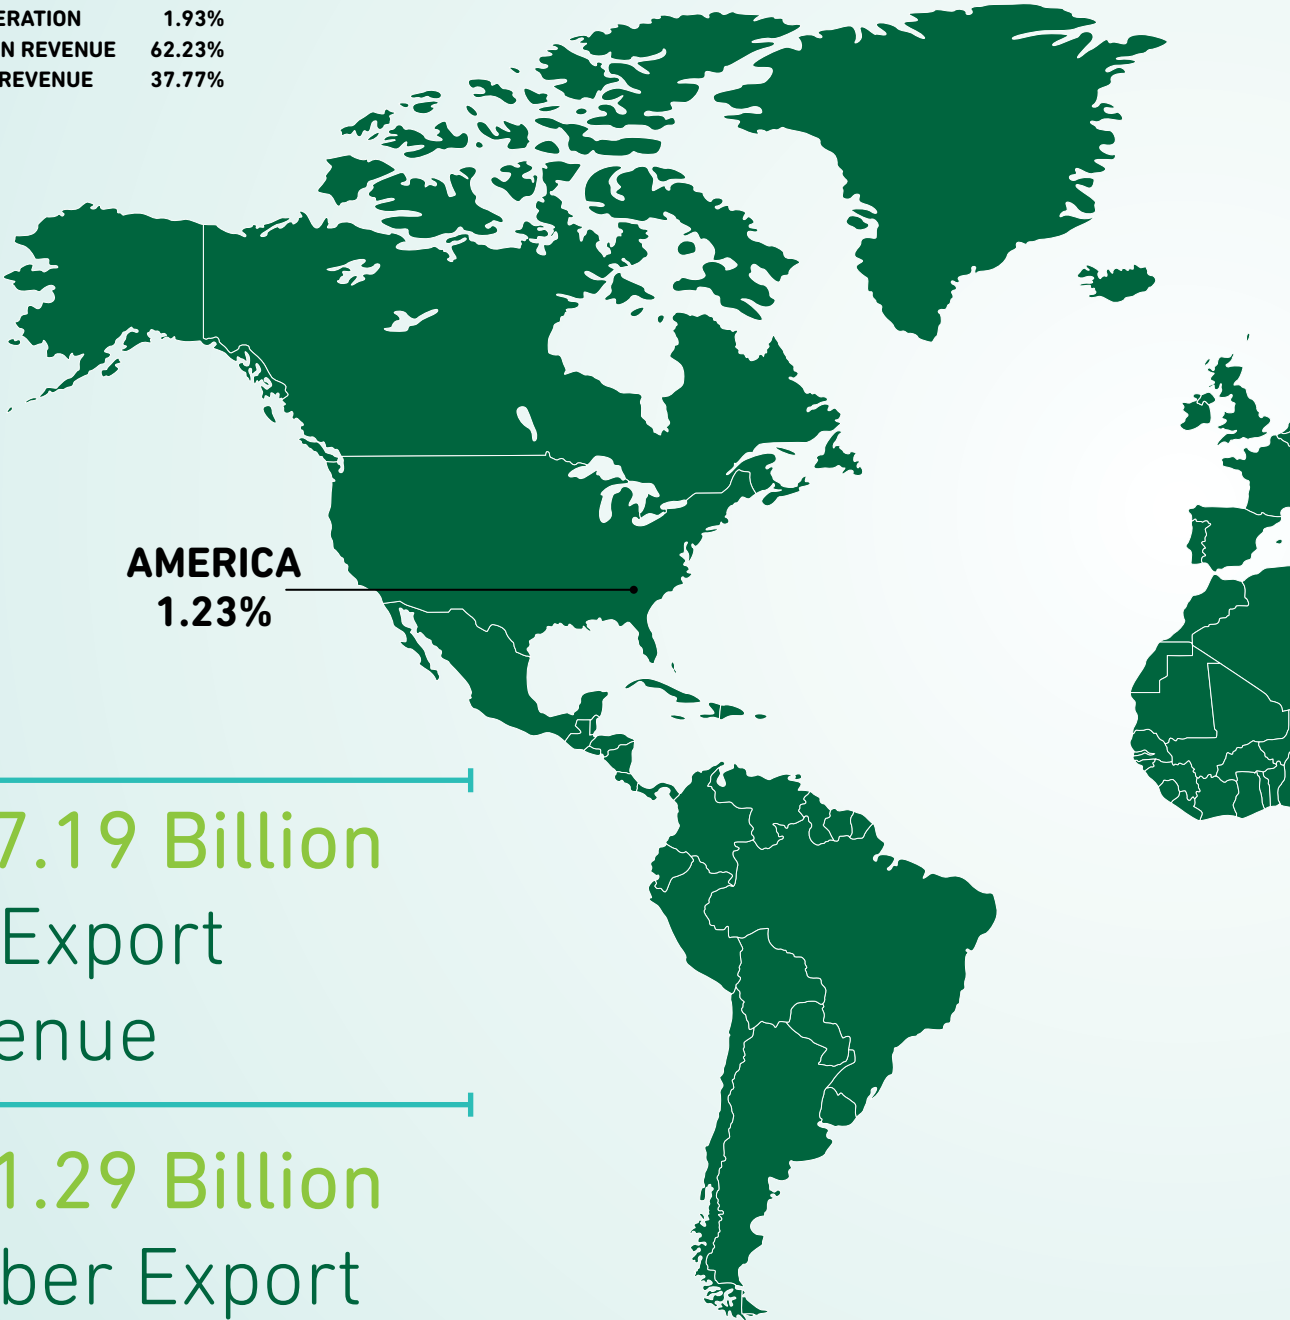 ERATION 1.93%
N REVENUE 62.23%
REVENUE 37.77%
AMERICA
1.23%
7.19 Billion
Export
enue
1.29 Billion
ber Export